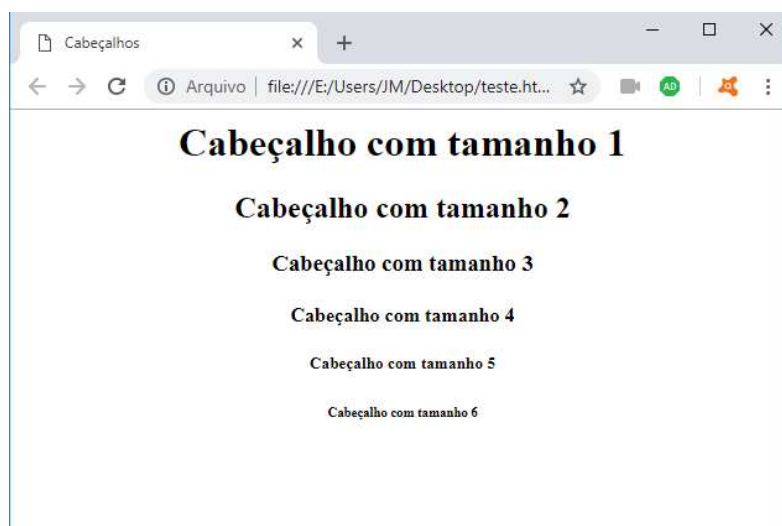 Cabeçalhos
Arquivo | file:///E:/Users/JM/Desktop/teste.ht...
AD
Cabeçalho com tamanho 1
Cabeçalho com tamanho 2
Cabeçalho com tamanho 3
Cabeçalho com tamanho 4
Cabeçalho com tamanho 5
Cabeçalho com tamanho 6